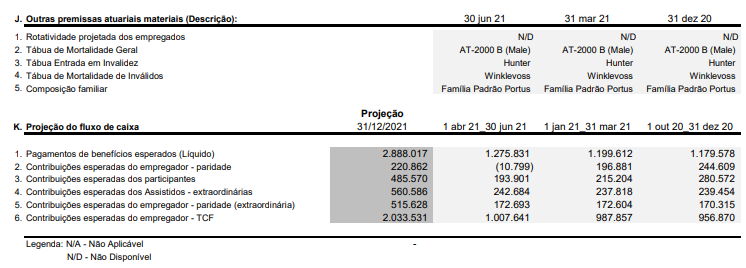 J. Outras premissas atuariais materiais (Descrição): 30 jun 21 31 mar 21 31 dez 20
1. Rotatividade projetada dos empregados N/D N/D N/D
2. Tábua de Mortalidade Geral AT-2000 B (Male) AT-2000 B (Male) AT-2000 B (Male)
3. Tábua Entrada em Invalidez Hunter Hunter Hunter
4. Tábua de Mortalidade de Inválidos Winklevoss Winklevoss Winklevoss
5. Composição familiar Família Padrão Portus Família Padrão Portus Família Padrão Portus
Projeção
K. Projeção do fluxo de caixa 31/12/2021 1 abr 21_30 jun 21 1 jan 21_31 mar 21 1 out 20_31 dez 20
1. Pagamentos de benefícios esperados (Líquido) 2.888.017 1.275.831 1.199.612 1.179.578
2. Contribuições esperadas do empregador - paridade 220.862 (10.799) 196.881 244.609
3. Contribuições esperadas dos participantes 485.570 193.901 215.204 280.572
4. Contribuições esperadas dos Assistidos - extraordinárias 560.586 242.684 237.818 239.454
5. Contribuições esperadas do empregador - paridade (extraordinária) 515.628 172.693 172.604 170.315
6. Contribuições esperadas do empregador - TCF 2.033.531 1.007.641 987.857 956.870
Legenda: N/A - Não Aplicável -
N/D - Não Disponível